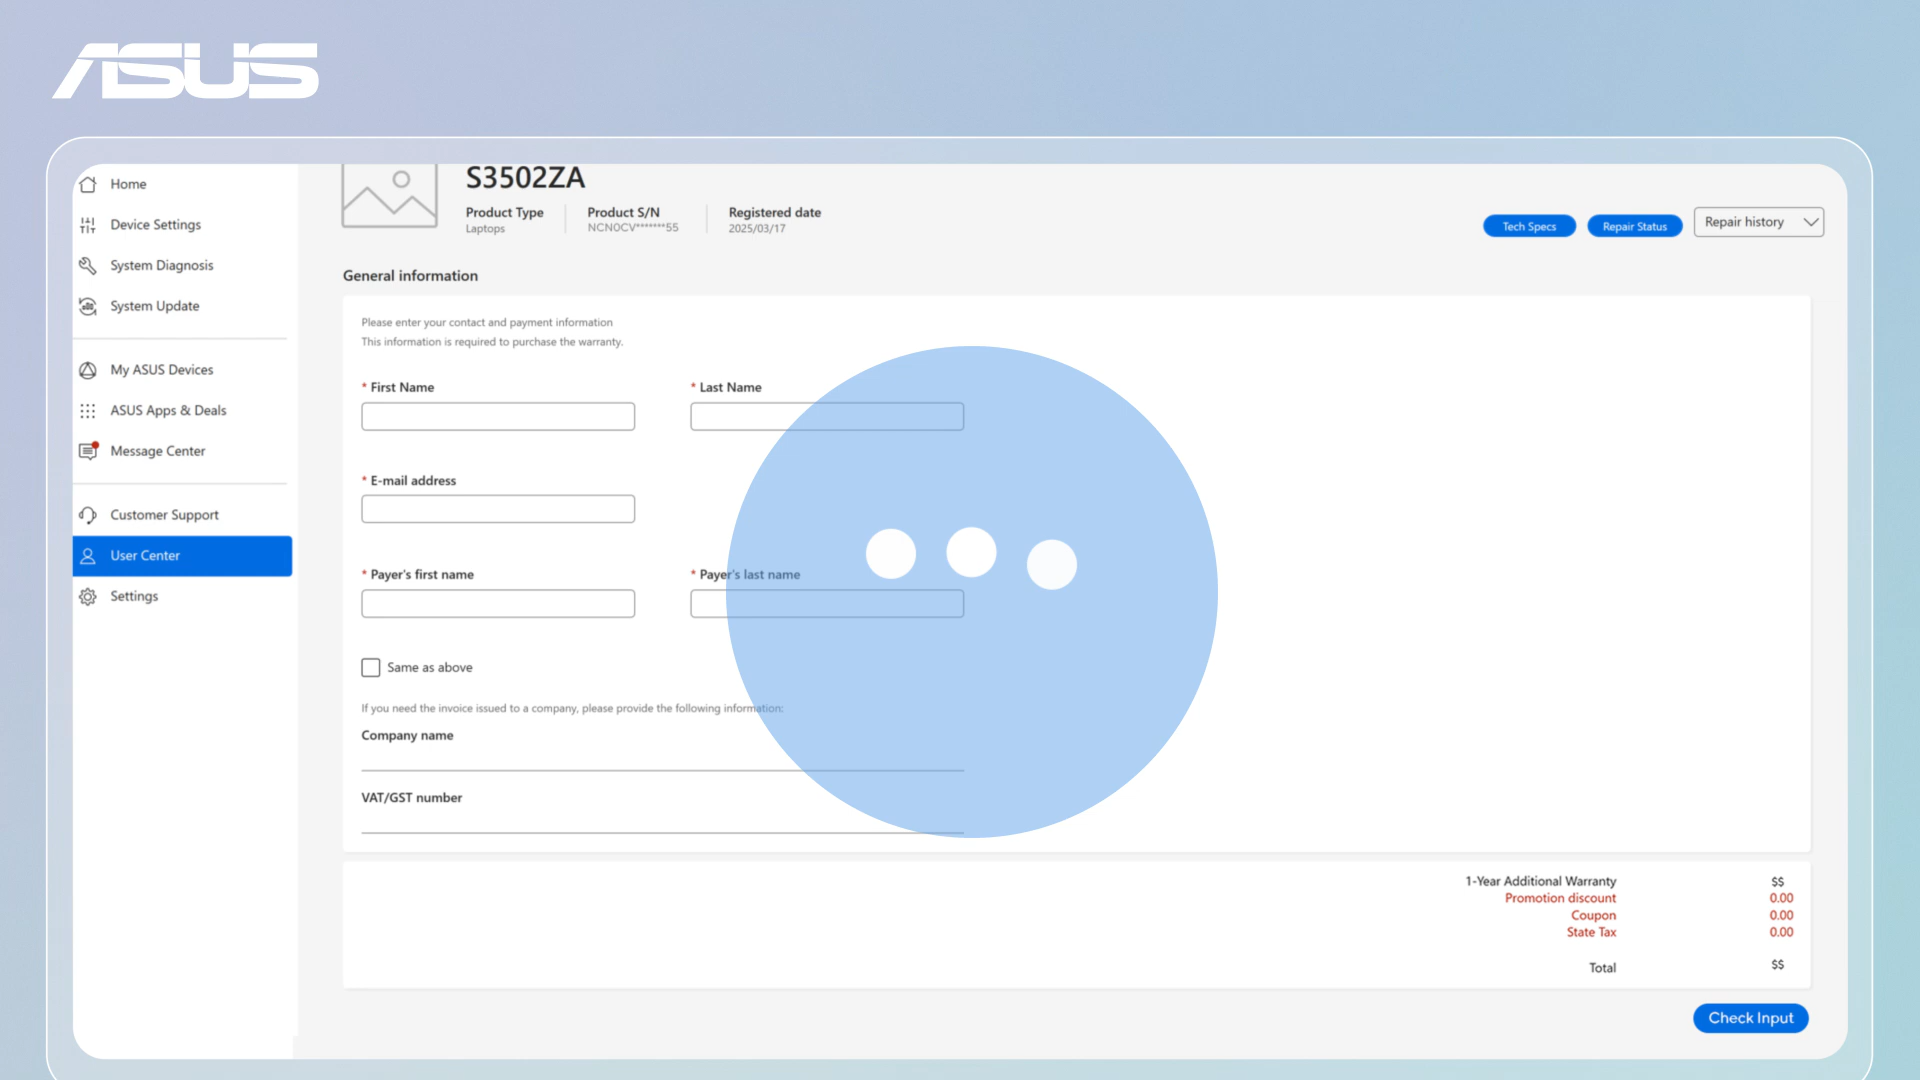 ASUS
Home
Device Settings
System Diagnosis
System Update
My ASUS Devices
ASUS Apps & Deals
Message Center
Customer Support
User Center
Settings
S3502ZA
Product Type
Laptops
Product S/N
NCN0CV*******55
Registered date
2025/03/17
Tech Specs
Repair Status
Repair history
General information
Please enter your contact and payment information
This information is required to purchase the warranty.
* First Name
* Last Name
* E-mail address
* Payer's first name
* Payer's last name
Same as above
If you need the invoice issued to a company, please provide the following information:
Company name
VAT/GST number
1-Year Additional Warranty $$
Promotion discount 0.00
Coupon 0.00
State Tax 0.00
Total $$
Check Input